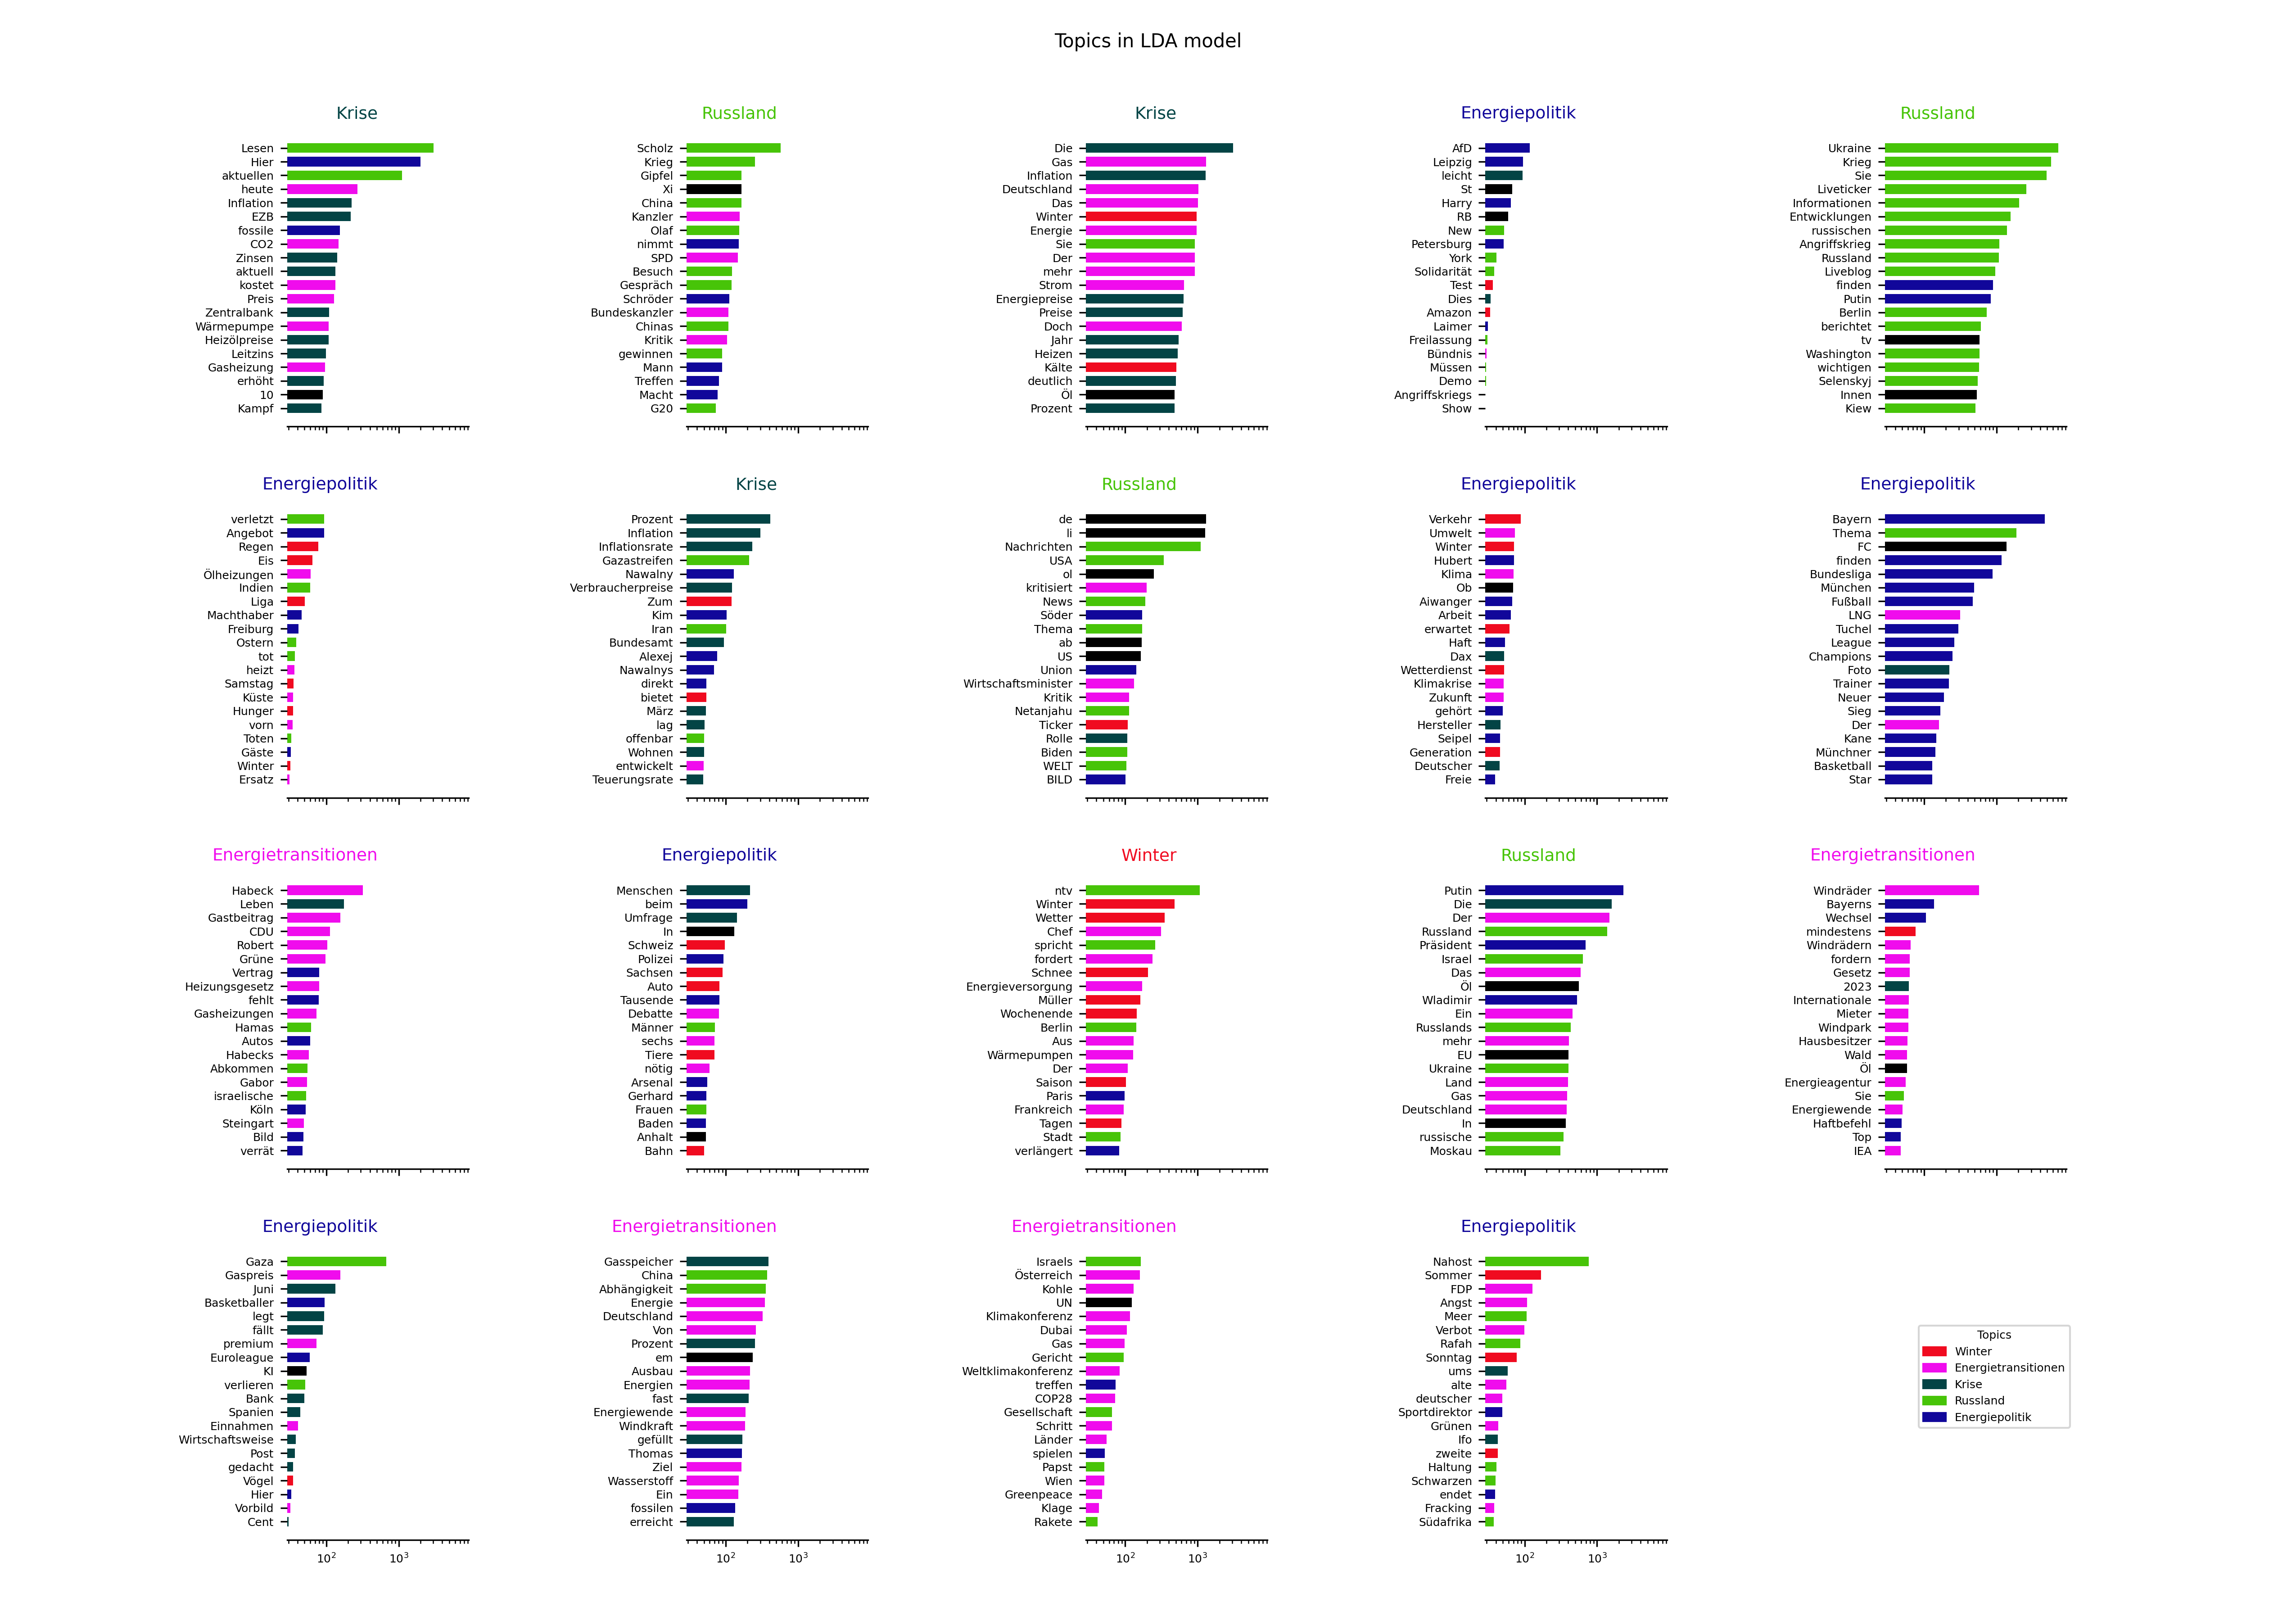 Topics in LDA model
Krise
Lesen
Hier
aktuellen
heute
Inflation
EZB
fossile
CO2
Zinsen
aktuell
kostet
Preis
Zentralbank
Wärmepumpe
Heizölpreise
Leitzins
Gasheizung
erhöht
10
Kampf
Russland
Scholz
Krieg
Gipfel
Xi
China
Kanzler
Olaf
nimmt
SPD
Besuch
Gespräch
Schröder
Bundeskanzler
Chinas
Kritik
gewinnen
Mann
Treffen
Macht
G20
Krise
Die
Gas
Inflation
Deutschland
Das
Winter
Energie
Sie
Der
mehr
Strom
Energiepreise
Preise
Doch
Jahr
Heizen
Kälte
deutlich
Öl
Prozent
Energiepolitik
AfD
Leipzig
leicht
St
Harry
RB
New
Petersburg
York
Solidarität
Test
Dies
Amazon
Laimer
Freilassung
Bündnis
Müssen
Demo
Angriffskriegs
Show
Russland
Ukraine
Krieg
Sie
Liveticker
Informationen
Entwicklungen
russischen
Angriffskrieg
Russland
Liveblog
finden
Putin
Berlin
berichtet
tv
Washington
wichtigen
Selenskyj
Innen
Kiew
Energiepolitik
verletzt
Angebot
Regen
Eis
Ölheizungen
Indien
Liga
Machthaber
Freiburg
Ostern
tot
heizt
Samstag
Küste
Hunger
vorn
Toten
Gäste
Winter
Ersatz
Krise
Prozent
Inflation
Inflationsrate
Gazastreifen
Nawalny
Verbraucherpreise
Zum
Kim
Iran
Bundesamt
Alexej
Nawalnys
direkt
bietet
März
lag
offenbar
Wohnen
entwickelt
Teuerungsrate
Russland
de
li
Nachrichten
USA
ol
kritisiert
News
Söder
Thema
ab
US
Union
Wirtschaftsminister
Kritik
Netanjahu
Ticker
Rolle
Biden
WELT
BILD
Energiepolitik
Verkehr
Umwelt
Winter
Hubert
Klima
Ob
Aiwanger
Arbeit
erwartet
Haft
Dax
Wetterdienst
Klimakrise
Zukunft
gehört
Hersteller
Seipel
Generation
Deutscher
Freie
Energiepolitik
Bayern
Thema
FC
finden
Bundesliga
München
Fußball
LNG
Tuchel
League
Champions
Foto
Trainer
Neuer
Sieg
Der
Kane
Münchner
Basketball
Star
Energietransitionen
Habeck
Leben
Gastbeitrag
CDU
Robert
Grüne
Vertrag
Heizungsgesetz
fehlt
Gasheizungen
Hamas
Autos
Habecks
Abkommen
Gabor
israelische
Köln
Steingart
Bild
verrät
Energiepolitik
Menschen
beim
Umfrage
In
Schweiz
Polizei
Sachsen
Auto
Tausende
Debatte
Männer
sechs
Tiere
nötig
Arsenal
Gerhard
Frauen
Baden
Anhalt
Bahn
Winter
ntv
Winter
Wetter
Chef
spricht
fordert
Schnee
Energieversorgung
Müller
Wochenende
Berlin
Aus
Wärmepumpen
Der
Saison
Paris
Frankreich
Tagen
Stadt
verlängert
Russland
Putin
Die
Der
Russland
Präsident
Israel
Das
Öl
Wladimir
Ein
Russlands
mehr
EU
Ukraine
Land
Gas
Deutschland
In
russische
Moskau
Energietransitionen
Windräder
Bayerns
Wechsel
mindestens
Windrädern
fordern
Gesetz
2023
Internationale
Mieter
Windpark
Hausbesitzer
Wald
Öl
Energieagentur
Sie
Energiewende
Haftbefehl
Top
IEA
Energiepolitik
Gaza
Gaspreis
Juni
Basketballer
legt
fällt
premium
Euroleague
KI
verlieren
Bank
Spanien
Einnahmen
Wirtschaftsweise
Post
gedacht
Vögel
Hier
Vorbild
Cent
10² 10³
Energietransitionen
Gasspeicher
China
Abhängigkeit
Energie
Deutschland
Von
Prozent
em
Ausbau
Energien
fast
Energiewende
Windkraft
gefüllt
Thomas
Ziel
Wasserstoff
Ein
fossilen
erreicht
10² 10³
Energietransitionen
Israels
Österreich
Kohle
UN
Klimakonferenz
Dubai
Gas
Gericht
Weltklimakonferenz
treffen
COP28
Gesellschaft
Schritt
Länder
spielen
Papst
Wien
Greenpeace
Klage
Rakete
10² 10³
Energiepolitik
Nahost
Sommer
FDP
Angst
Meer
Verbot
Rafah
Sonntag
ums
alte
deutscher
Sportdirektor
Grünen
Ifo
zweite
Haltung
Schwarzen
endet
Fracking
Südafrika
10² 10³
Topics
Winter
Energietransitionen
Krise
Russland
Energiepolitik